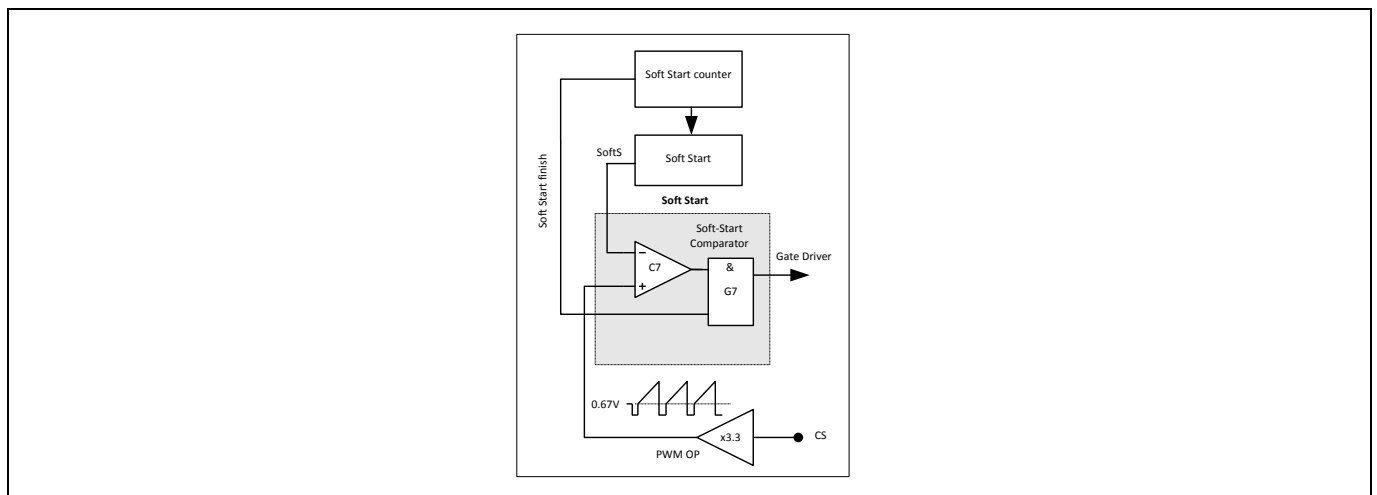 Soft Start counter
Soft Start finish
SoftS
Soft Start
Soft Start
Soft-Start
Comparator
Gate Driver
−
C7
+
&
G7
0.67V
x3.3
CS
PWM OP